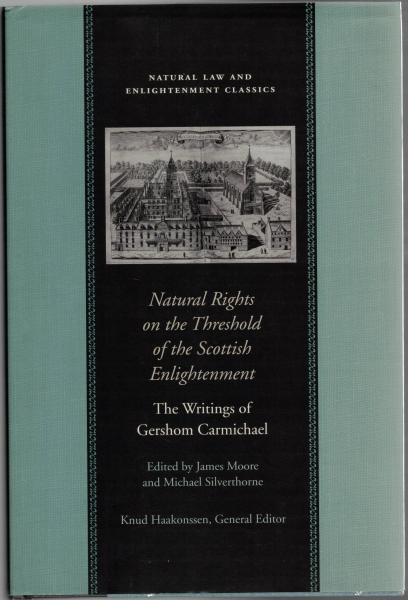 NATURAL LAW AND
ENLIGHTENMENT CLASSICS
Natural Rights
on the Threshold
of the Scottish
Enlightenment
The Writings of
Gershom Carmichael
Edited by James Moore
and Michael Silverthorne
Knud Haakonssen, General Editor